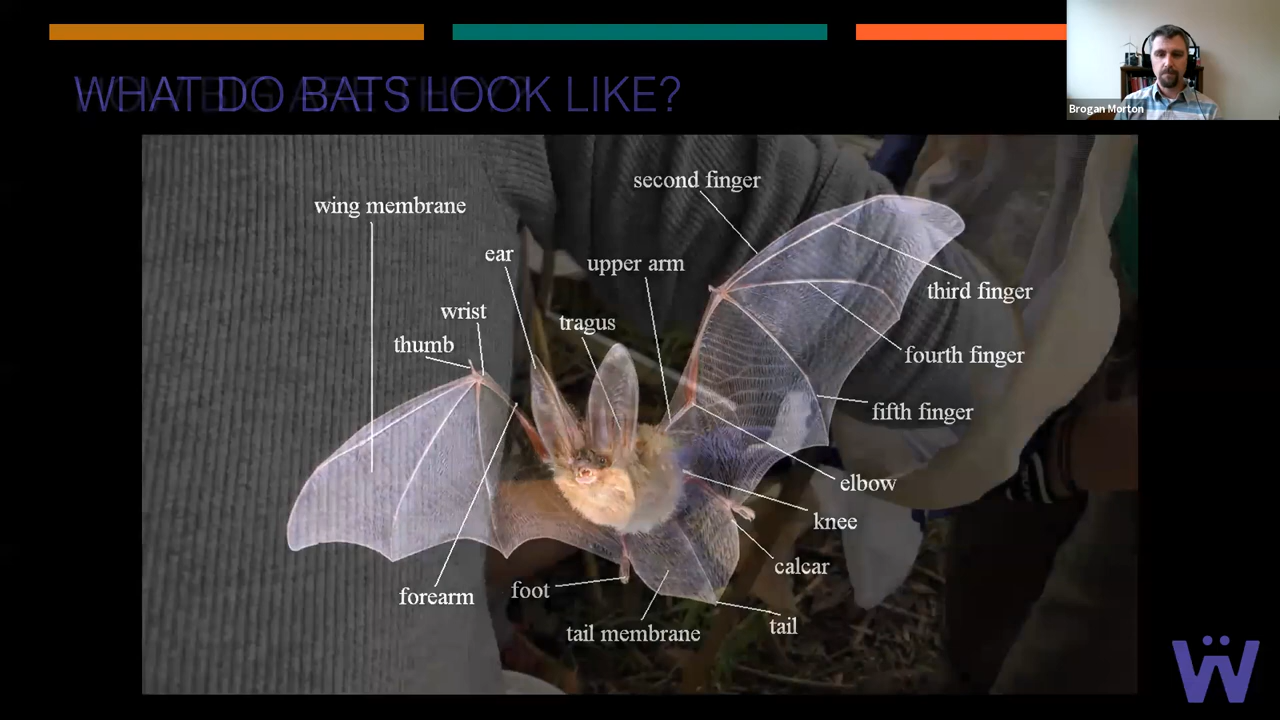 WHAT DO BATS LOOK LIKE?
Brogan Morton
second finger
wing membrane
ear
upper arm
third finger
wrist
tragus
thumb
fourth finger
fifth finger
elbow
knee
calcar
foot
forearm
tail
tail membrane